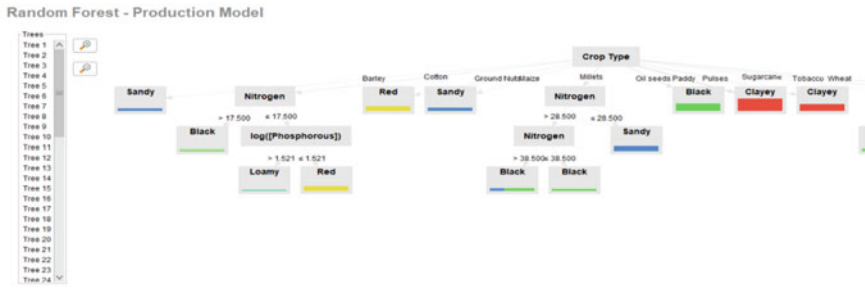 Random Forest - Production Model
Trees
Tree 1
Tree 2
Tree 3
Tree 4
Tree 5
Tree 6
Tree 7
Tree 8
Tree 9
Tree 10
Tree 11
Tree 12
Tree 13
Tree 14
Tree 15
Tree 16
Tree 17
Tree 18
Tree 19
Tree 20
Tree 21
Tree 22
Tree 23
Tree 24
Crop Type
Barley Cotton Ground Nuts Maize Millets Oil seeds Paddy Pulses Sugarcane Tobacco Wheat
Sandy Nitrogen Red Sandy Nitrogen Black Clayey Clayey
> 17.500 ≤ 17.500 > 28.500 ≤ 28.500
Black log([Phosphorous]) Nitrogen Sandy
> 1.521 ≤ 1.521 > 38.500 ≤ 38.500
Loamy Red Black Black